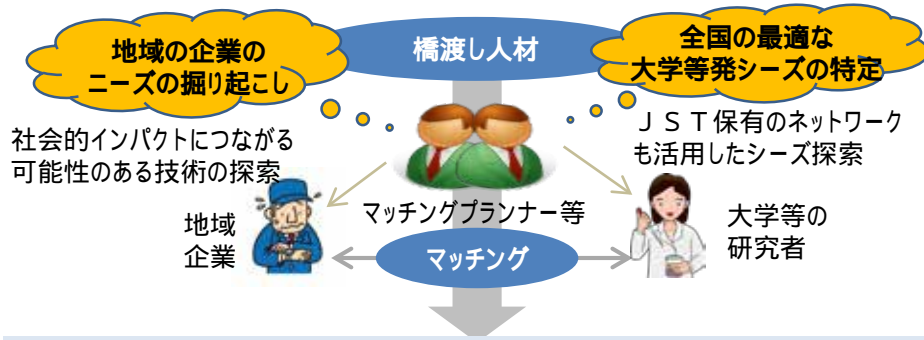 地域の企業の
ニーズの掘り起こし
橋渡し人材
全国の最適な
大学等発シーズの特定
社会的インパクトにつながる
可能性のある技術の探索
ＪＳＴ保有のネットワーク
も活用したシーズ探索
マッチングプランナー等
地域
企業
マッチング
大学等の
研究者